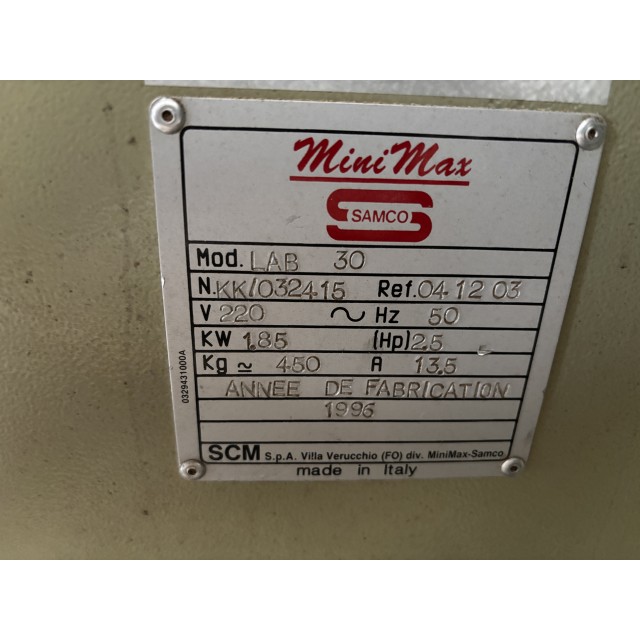 MiniMax
SAMCO
Mod. LAB 30
N. KK/032415 Ref. 04 12 03
V 220 ~ Hz 50
KW 1.85 (Hp) 2.5
Kg ≃ 450 A 13.5
ANNEE DE FABRICATION
1996
SCM S.p.A. Villa Verucchio (FO) div. MiniMax-Samco
made in Italy
0329431000A